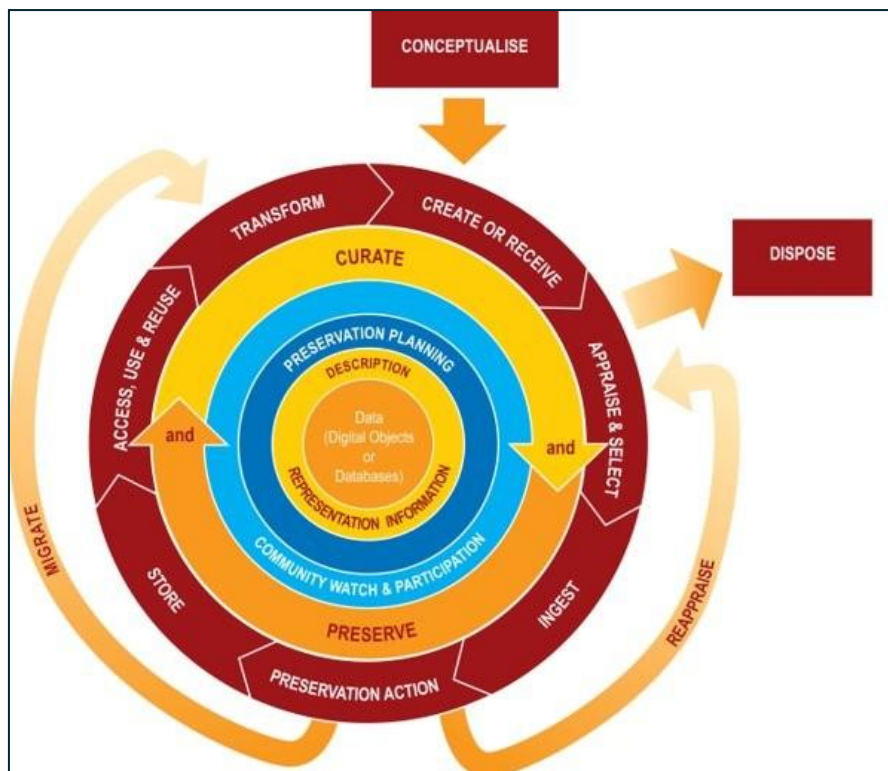 CONCEPTUALISE
TRANSFORM
CREATE OR RECEIVE
DISPOSE
CURATE
ACCESS, USE & REUSE
APPRAISE & SELECT
PRESERVATION PLANNING
DESCRIPTION
Data
(Digital Objects
or
Databases)
and
and
REPRESENTATION INFORMATION
COMMUNITY WATCH & PARTICIPATION
MIGRATE
STORE
PRESERVE
INGEST
REAPPRAISE
PRESERVATION ACTION